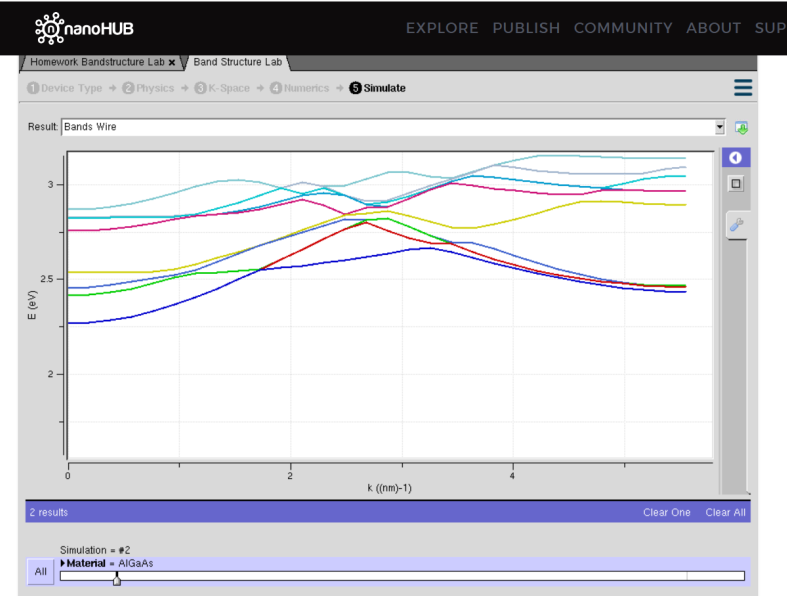 nanoHUB
EXPLORE PUBLISH COMMUNITY ABOUT SUP
Homework Bandstructure Lab × Band Structure Lab
1 Device Type → 2 Physics → 3 K-Space → 4 Numerics → 5 Simulate
Result: Bands Wire
3
2.5
2
E (eV)
0 2 4
k ((nm)-1)
2 results Clear One Clear All
Simulation = #2
All
Material = AlGaAs